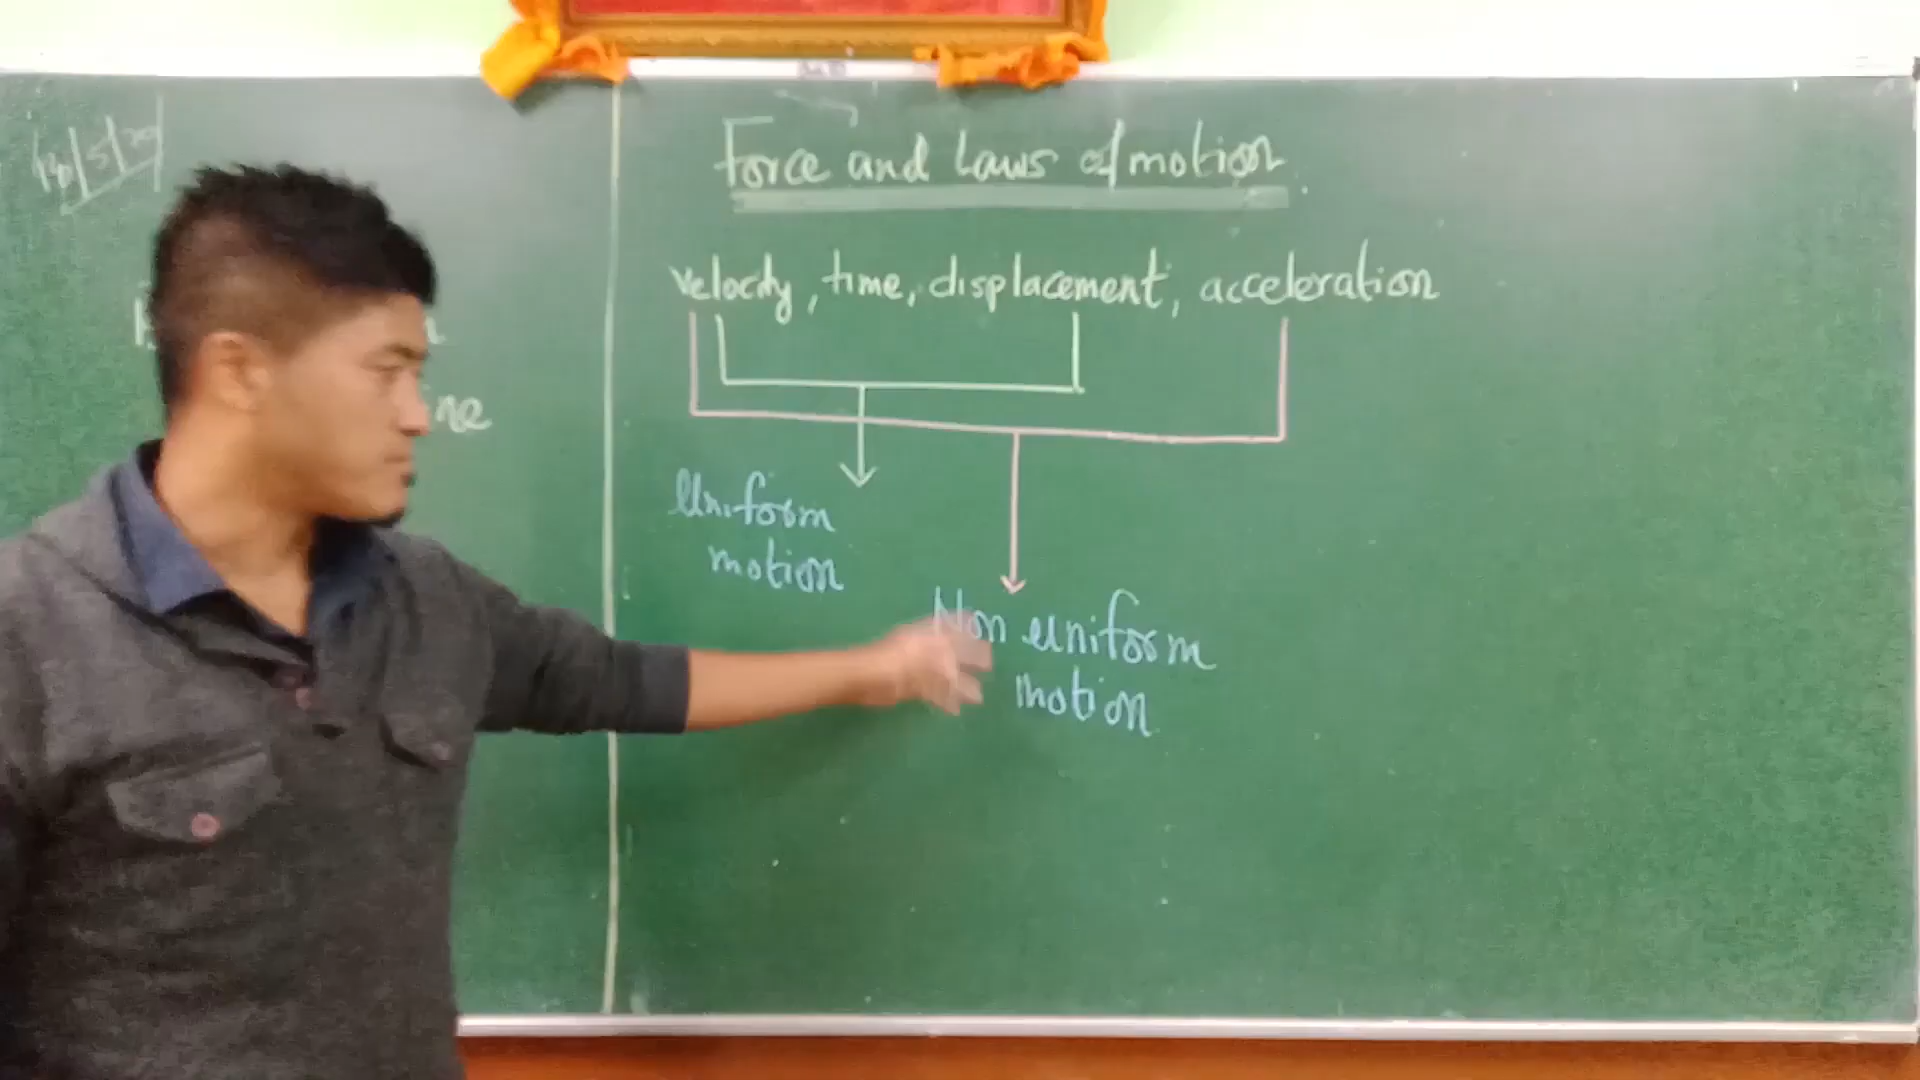 Force and Laws of motion
velocity, time, displacement, acceleration
Uniform
motion
Non uniform
motion